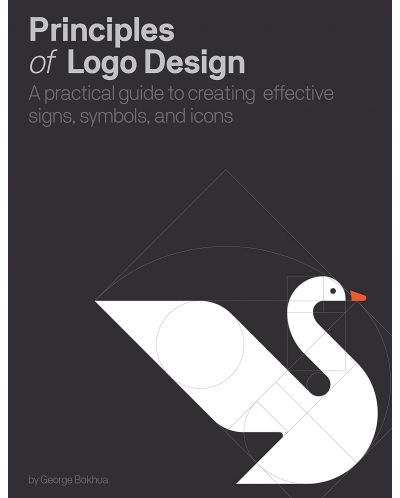 Principles
of Logo Design
A practical guide to creating effective
signs, symbols, and icons
by George Bokhua